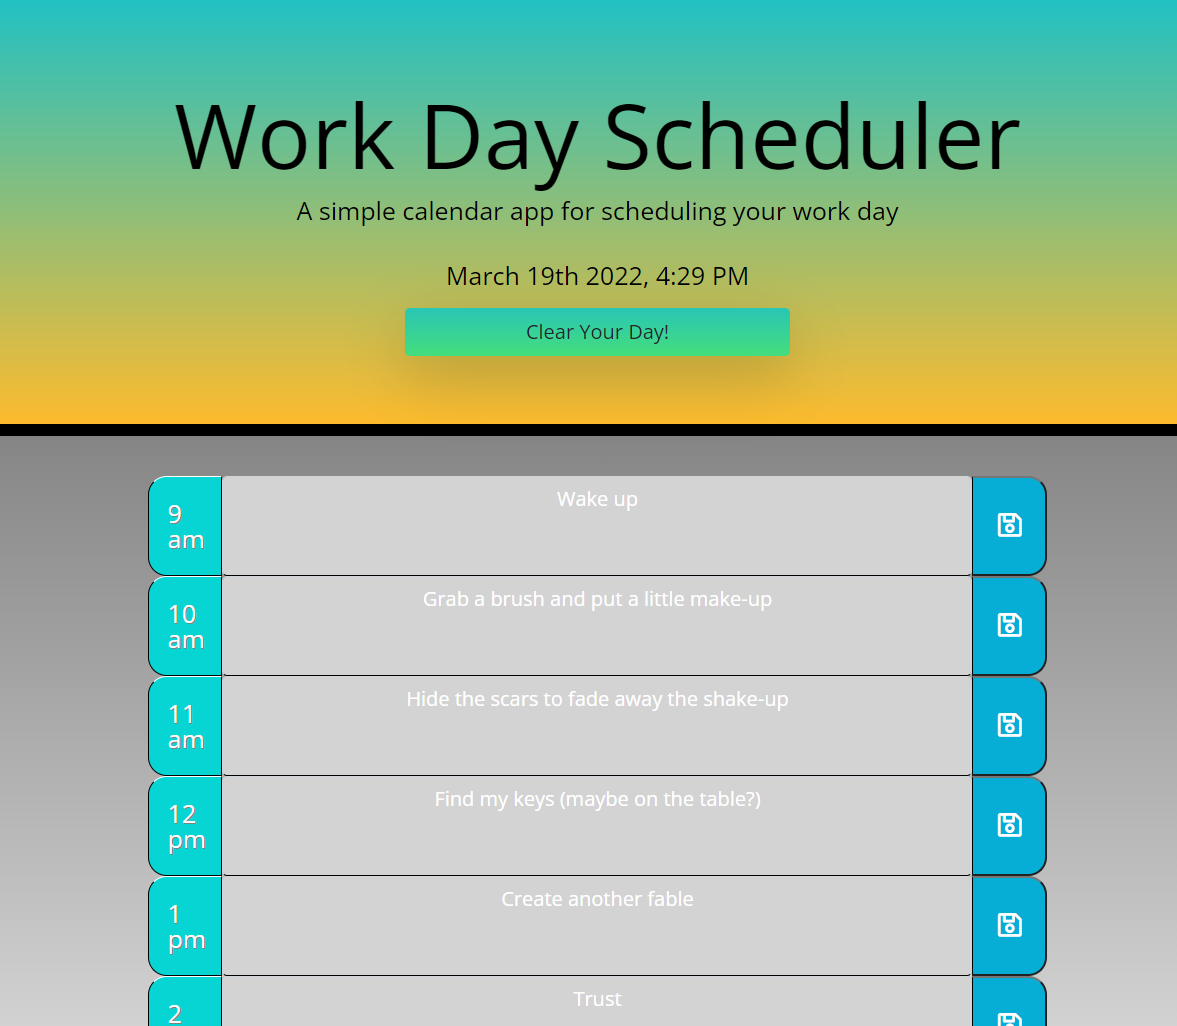 Work Day Scheduler
A simple calendar app for scheduling your work day
March 19th 2022, 4:29 PM
Clear Your Day!
9
am
Wake up
10
am
Grab a brush and put a little make-up
11
am
Hide the scars to fade away the shake-up
12
pm
Find my keys (maybe on the table?)
1
pm
Create another fable
2
Trust